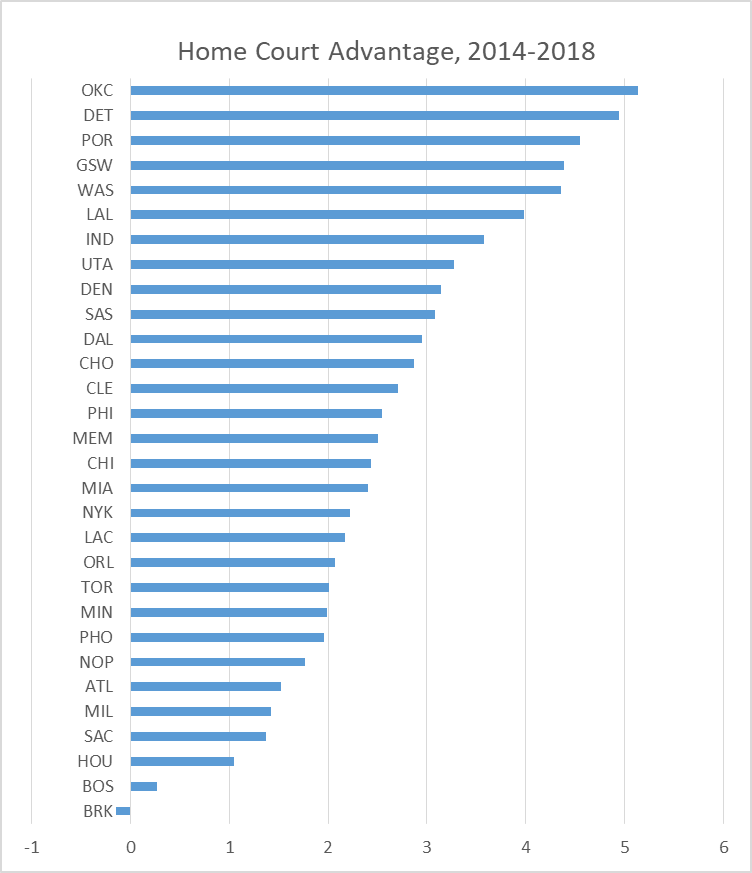 Home Court Advantage, 2014-2018
OKC
DET
POR
GSW
WAS
LAL
IND
UTA
DEN
SAS
DAL
CHO
CLE
PHI
MEM
CHI
MIA
NYK
LAC
ORL
TOR
MIN
PHO
NOP
ATL
MIL
SAC
HOU
BOS
BRK
-1 0 1 2 3 4 5 6